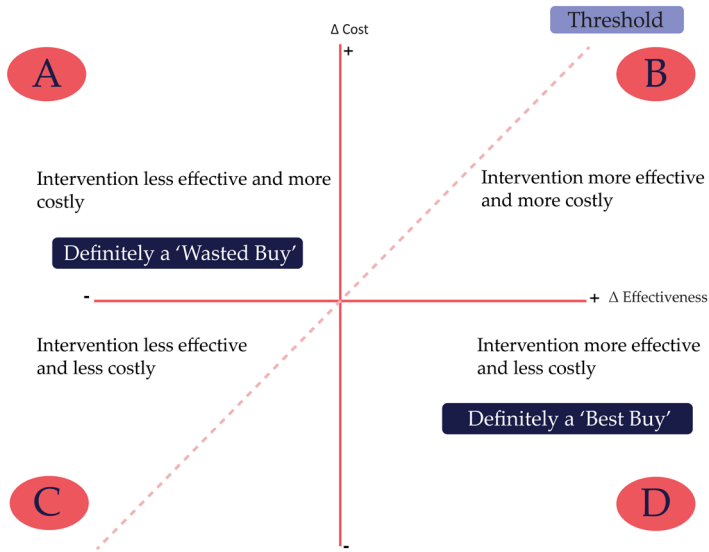 Threshold
Δ Cost
+
A
B
Intervention less effective and more
costly
Intervention more effective
and more costly
Definitely a ‘Wasted Buy’
-
+ Δ Effectiveness
Intervention less effective
and less costly
Intervention more effective
and less costly
Definitely a ‘Best Buy’
C
D
-